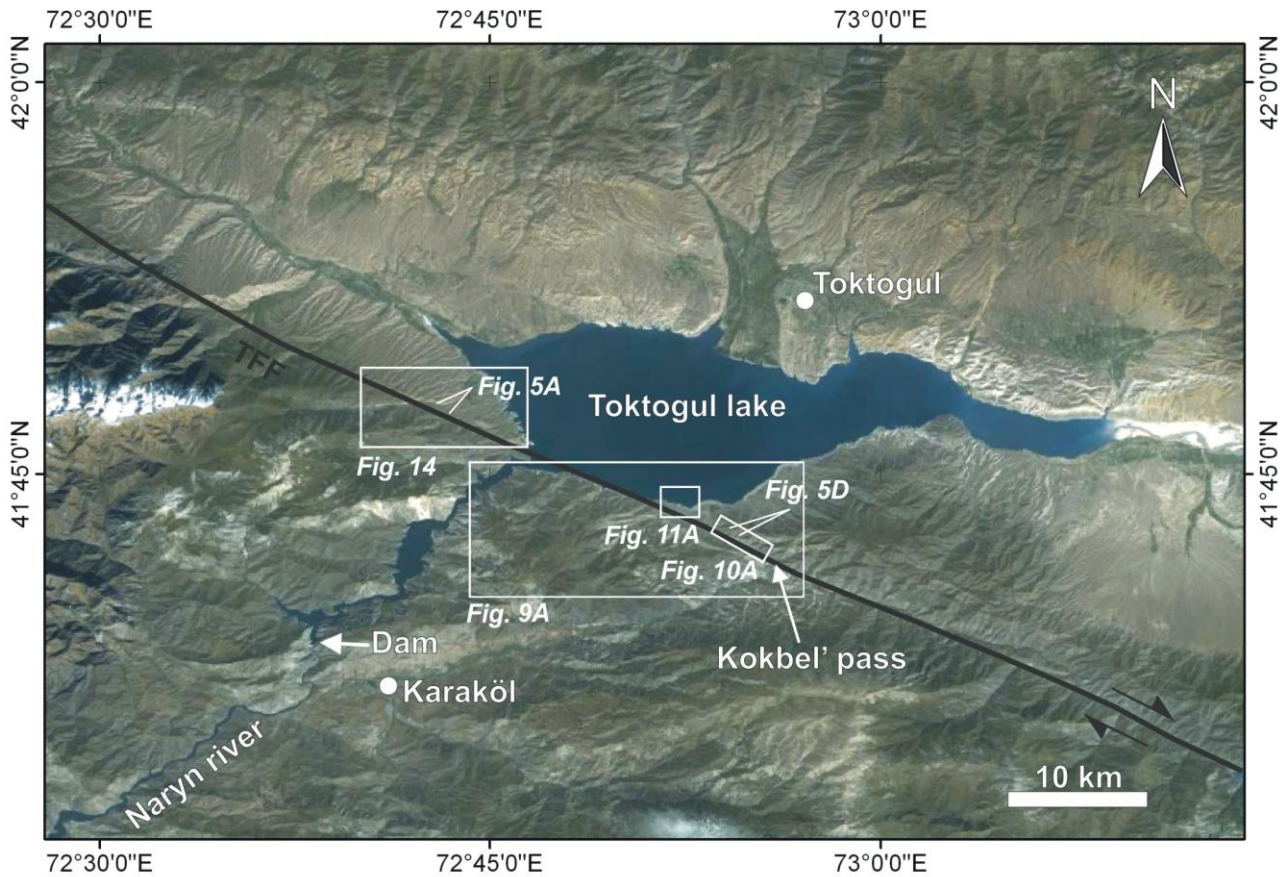 72°30'0"E
72°45'0"E
73°0'0"E
42°0'0"N
42°0'0"N
N
Toktogul
TFF
Fig. 5A
Toktogul lake
Fig. 14
41°45'0"N
41°45'0"N
Fig. 5D
Fig. 11A
Fig. 10A
Fig. 9A
Dam
Kokbel' pass
Karaköl
Naryn river
10 km
72°30'0"E
72°45'0"E
73°0'0"E